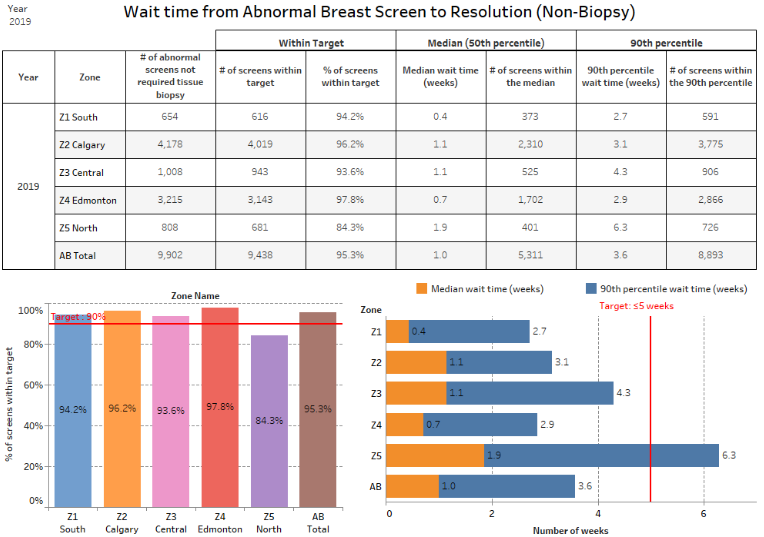 Year
2019
Wait time from Abnormal Breast Screen to Resolution (Non-Biopsy)
Within Target
Median (50th percentile)
90th percentile
Year
Zone
# of abnormal
screens not
required tissue
biopsy
# of screens within
target
% of screens
within target
Median wait time
(weeks)
# of screens within
the median
90th percentile
wait time (weeks)
# of screens within
the 90th percentile
2019
Z1 South 654 616 94.2% 0.4 373 2.7 591
Z2 Calgary 4,178 4,019 96.2% 1.1 2,310 3.1 3,775
Z3 Central 1,008 943 93.6% 1.1 525 4.3 906
Z4 Edmonton 3,215 3,143 97.8% 0.7 1,702 2.9 2,866
Z5 North 808 681 84.3% 1.9 401 6.3 726
AB Total 9,902 9,438 95.3% 1.0 5,311 3.6 8,893
Zone Name
% of screens within target
100%
80%
60%
40%
20%
0%
Target: 90%
94.2%
96.2%
93.6%
97.8%
84.3%
95.3%
Z1
South
Z2
Calgary
Z3
Central
Z4
Edmonton
Z5
North
AB
Total
Median wait time (weeks)
90th percentile wait time (weeks)
Zone
Target: ≤5 weeks
Z1 0.4 2.7
Z2 1.1 3.1
Z3 1.1 4.3
Z4 0.7 2.9
Z5 1.9 6.3
AB 1.0 3.6
0 2 4 6
Number of weeks